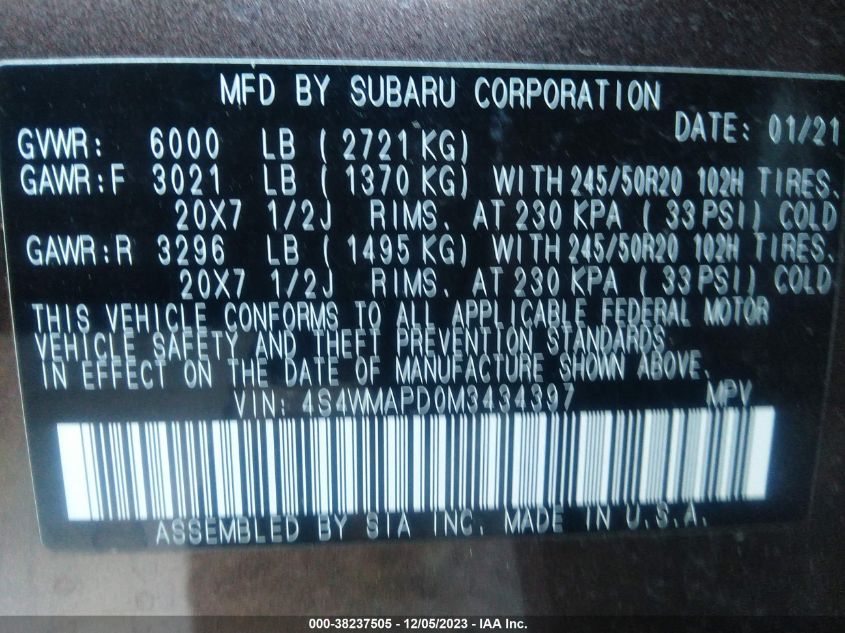 MFD BY SUBARU CORPORATION
DATE: 01/21
GVWR: 6000 LB ( 2721 KG)
GAWR:F 3021 LB ( 1370 KG) WITH 245/50R20 102H TIRES.
20X7 1/2J RIMS. AT 230 KPA ( 33 PSI) COLD
GAWR:R 3296 LB ( 1495 KG) WITH 245/50R20 102H TIRES.
20X7 1/2J RIMS. AT 230 KPA ( 33 PSI) COLD
THIS VEHICLE CONFORMS TO ALL APPLICABLE FEDERAL MOTOR
VEHICLE SAFETY AND THEFT PREVENTION STANDARDS
IN EFFECT ON THE DATE OF MANUFACTURE SHOWN ABOVE.
VIN: 4S4WMAPD0M3434397 MPV
ASSEMBLED BY SIA INC. MADE IN U.S.A.
000-38237505 - 12/05/2023 - IAA Inc.